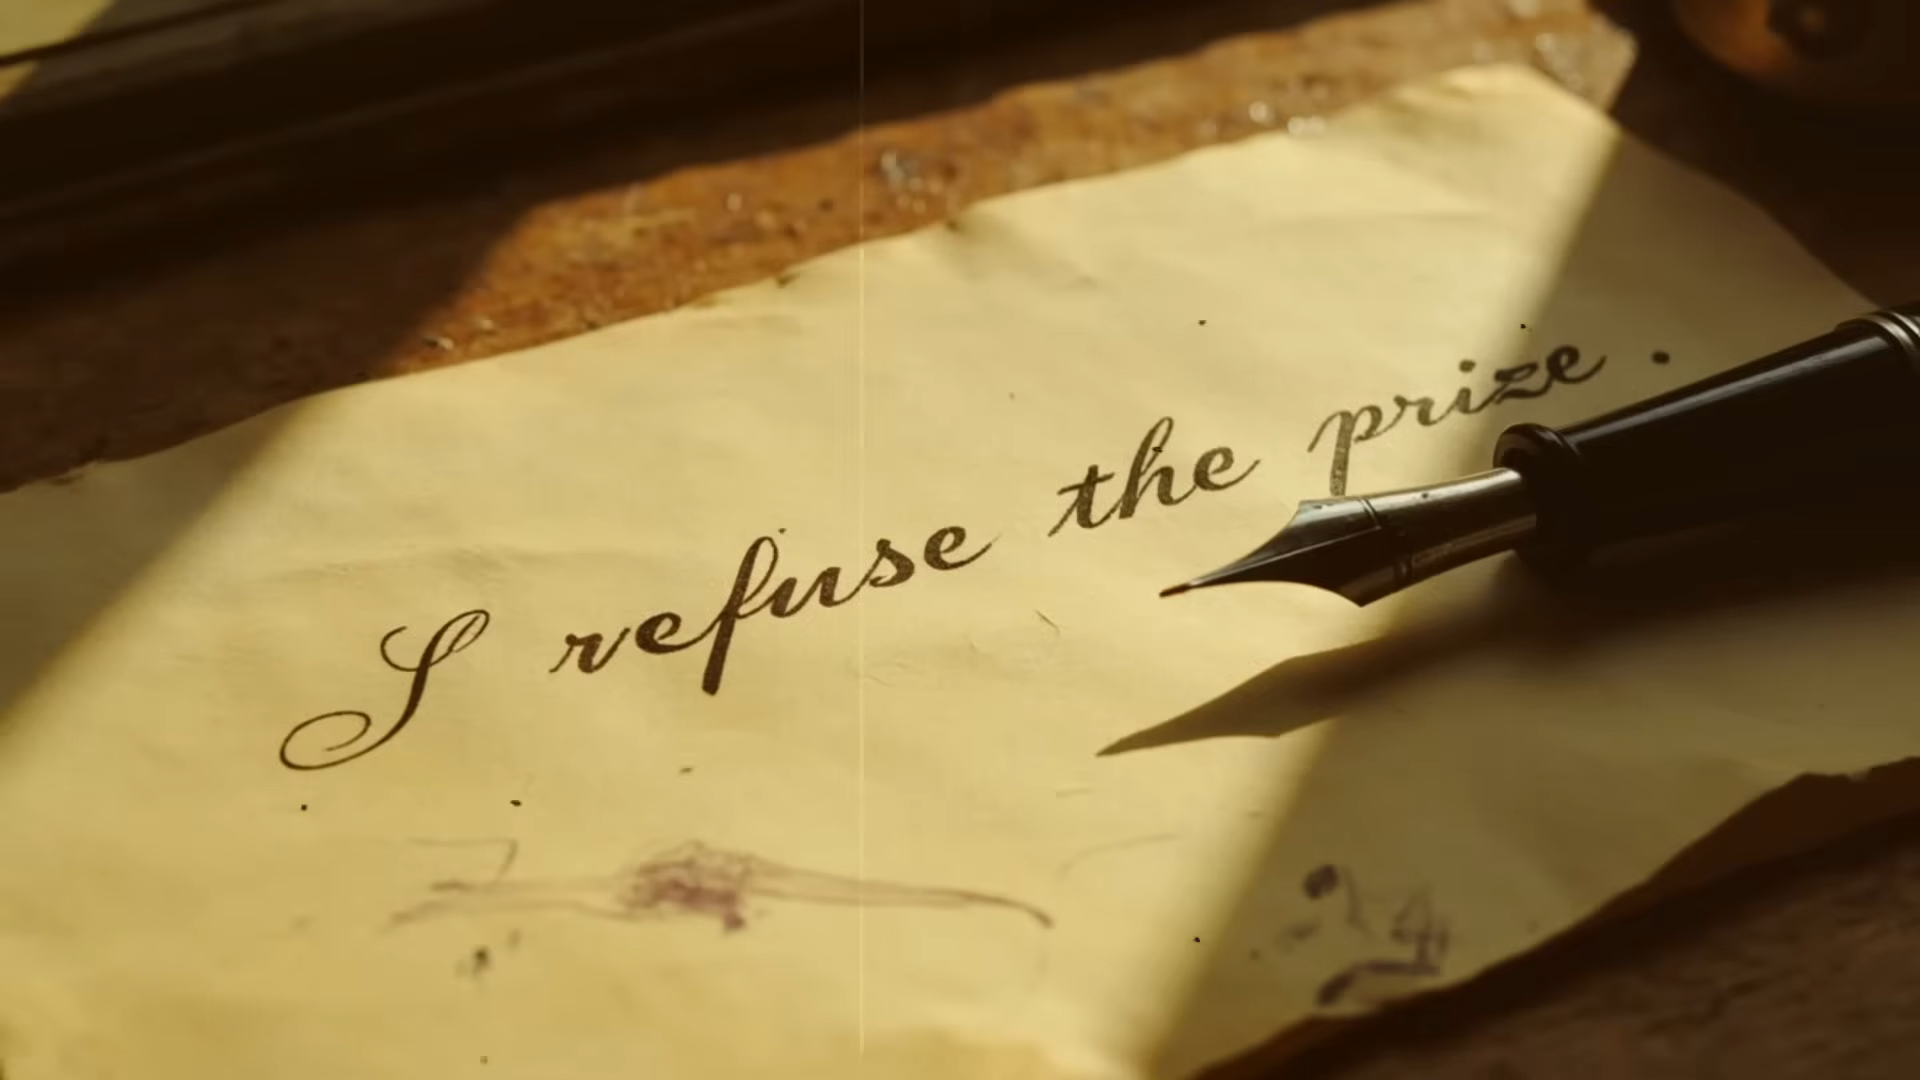 I refuse the prize.